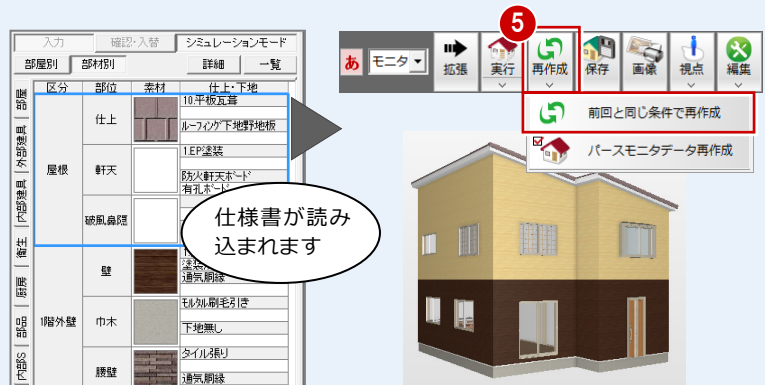 入力
確認・入替
シミュレーションモード
部屋別
部材別
詳細
一覧
区分
部位
素材
仕上・下地
部屋
外部建具
内部建具
衛生
厨房
部品
内部S
屋根
仕上
10.平板瓦葺
ルーフィング下地野地板
軒天
1.EP塗装
防火軒天ボード
有孔ボード
破風鼻隠
1階外壁
壁
通気胴縁
巾木
モルタル刷毛引き
下地無し
腰壁
タイル張り
通気胴縁
仕様書が読み
込まれます
5
あ
モニタ
拡張
実行
再作成
保存
画像
視点
編集
前回と同じ条件で再作成
パースモニタデータ再作成